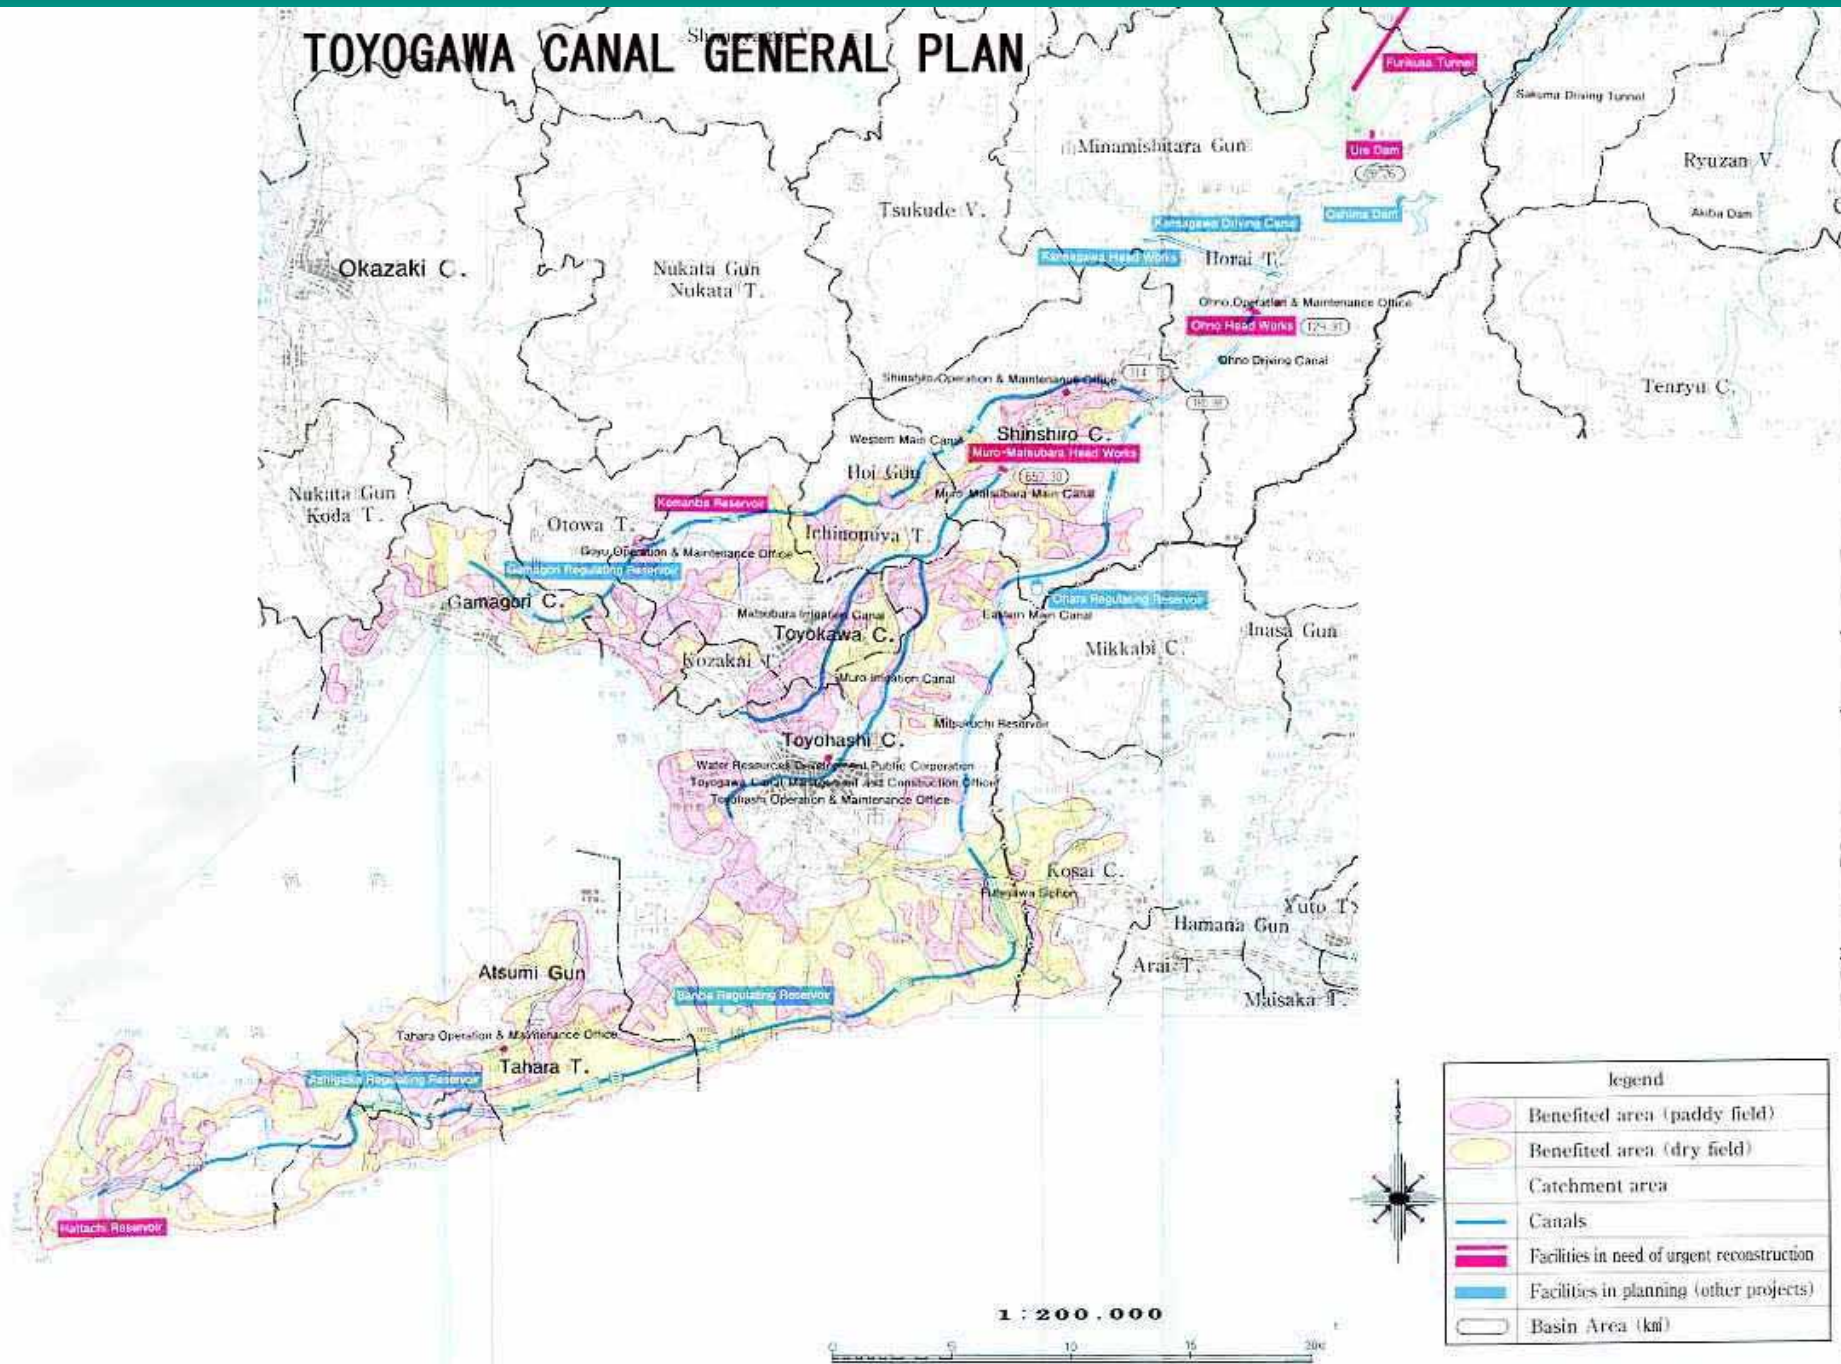 TOYOGAWA CANAL GENERAL PLAN
Furikusa Tunnel
Sakuma Driving Tunnel
Minamishitara Gun
Ure Dam
Ryuzan V.
Tsukude V.
Oshima Dam
Akiba Dam
Kansagawa Driving Canal
Kansagawa Head Works
Horai T.
Okazaki C.
Nukata Gun
Nukata T.
Ohno Operation & Maintenance Office
Ohno Head Works
129.91
Ohno Driving Canal
Shinshiro Operation & Maintenance Office
Tenryu C.
Western Main Canal
Shinshiro C.
Muro-Matsubara Head Works
Hoi Gun
Muro-Matsubara Main Canal
Nukata Gun
Koda T.
Komanba Reservoir
Otowa T.
Ichinomiya T
Goyu Operation & Maintenance Office
Gamagori Regulating Reservoir
Gamagori C.
Ohara Regulating Reservoir
Matsubara Irrigation Canal
Eastern Main Canal
Toyokawa C.
Inasa Gun
Mikkabi C.
Kozakai T.
Muro Irrigation Canal
Mitsukuchi Reservoir
Toyohashi C.
Water Resources Development Public Corporation
Toyogawa Canal Management and Construction Office
Toyohashi Operation & Maintenance Office
Kosai C.
Futagawa Siphon
Yuto T.
Hamana Gun
Arai T.
Maisaka T.
Atsumi Gun
Banba Regulating Reservoir
Tahara Operation & Maintenance Office
Tahara T.
Ashigaike Regulating Reservoir
Hattachi Reservoir
legend
Benefited area (paddy field)
Benefited area (dry field)
Catchment area
Canals
Facilities in need of urgent reconstruction
Facilities in planning (other projects)
Basin Area (㎢)
1:200.000
0 5 10 15